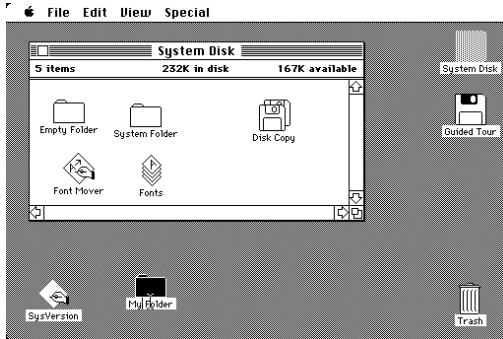 File Edit View Special
System Disk
5 items 232K in disk 167K available
Empty Folder System Folder Disk Copy
Font Mover Fonts
System Disk
Guided Tour
SysVersion My Folder Trash